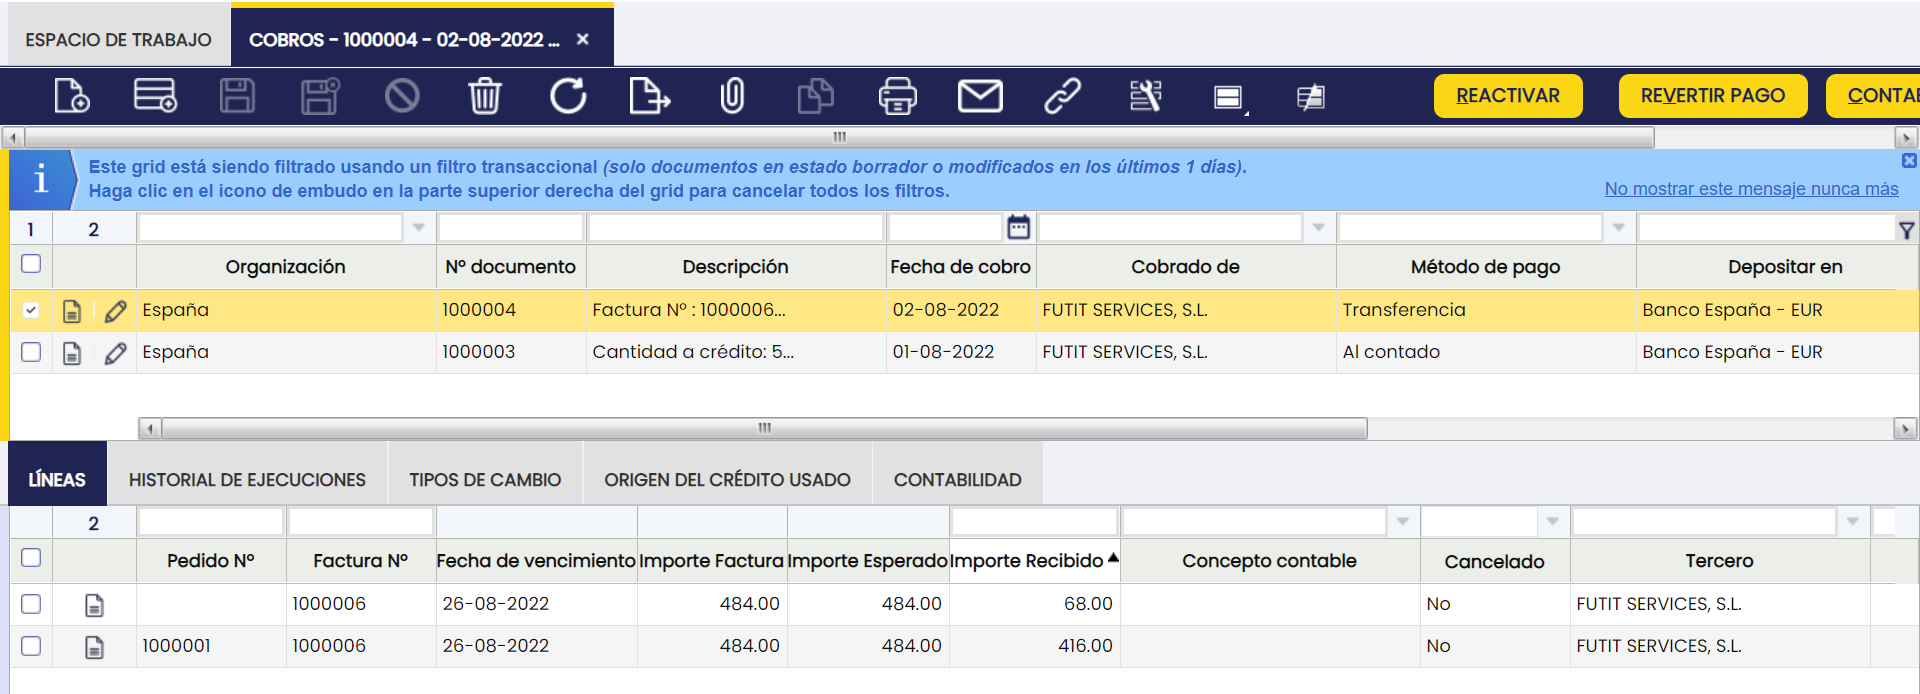 ESPACIO DE TRABAJO
COBROS - 1000004 - 02-08-2022 ... ×
REACTIVAR
REVERTIR PAGO
CONTAB
Este grid está siendo filtrado usando un filtro transaccional (solo documentos en estado borrador o modificados en los últimos 1 días).
Haga clic en el icono de embudo en la parte superior derecha del grid para cancelar todos los filtros.
No mostrar este mensaje nunca más
1 2
Organización Nº documento Descripción Fecha de cobro Cobrado de Método de pago Depositar en
España 1000004 Factura Nº : 1000006... 02-08-2022 FUTIT SERVICES, S.L. Transferencia Banco España - EUR
España 1000003 Cantidad a crédito: 5... 01-08-2022 FUTIT SERVICES, S.L. Al contado Banco España - EUR
LÍNEAS
HISTORIAL DE EJECUCIONES
TIPOS DE CAMBIO
ORIGEN DEL CRÉDITO USADO
CONTABILIDAD
2
Pedido Nº Factura Nº Fecha de vencimiento Importe Factura Importe Esperado Importe Recibido Concepto contable Cancelado Tercero
1000006 26-08-2022 484.00 484.00 68.00 No FUTIT SERVICES, S.L.
1000001 1000006 26-08-2022 484.00 484.00 416.00 No FUTIT SERVICES, S.L.